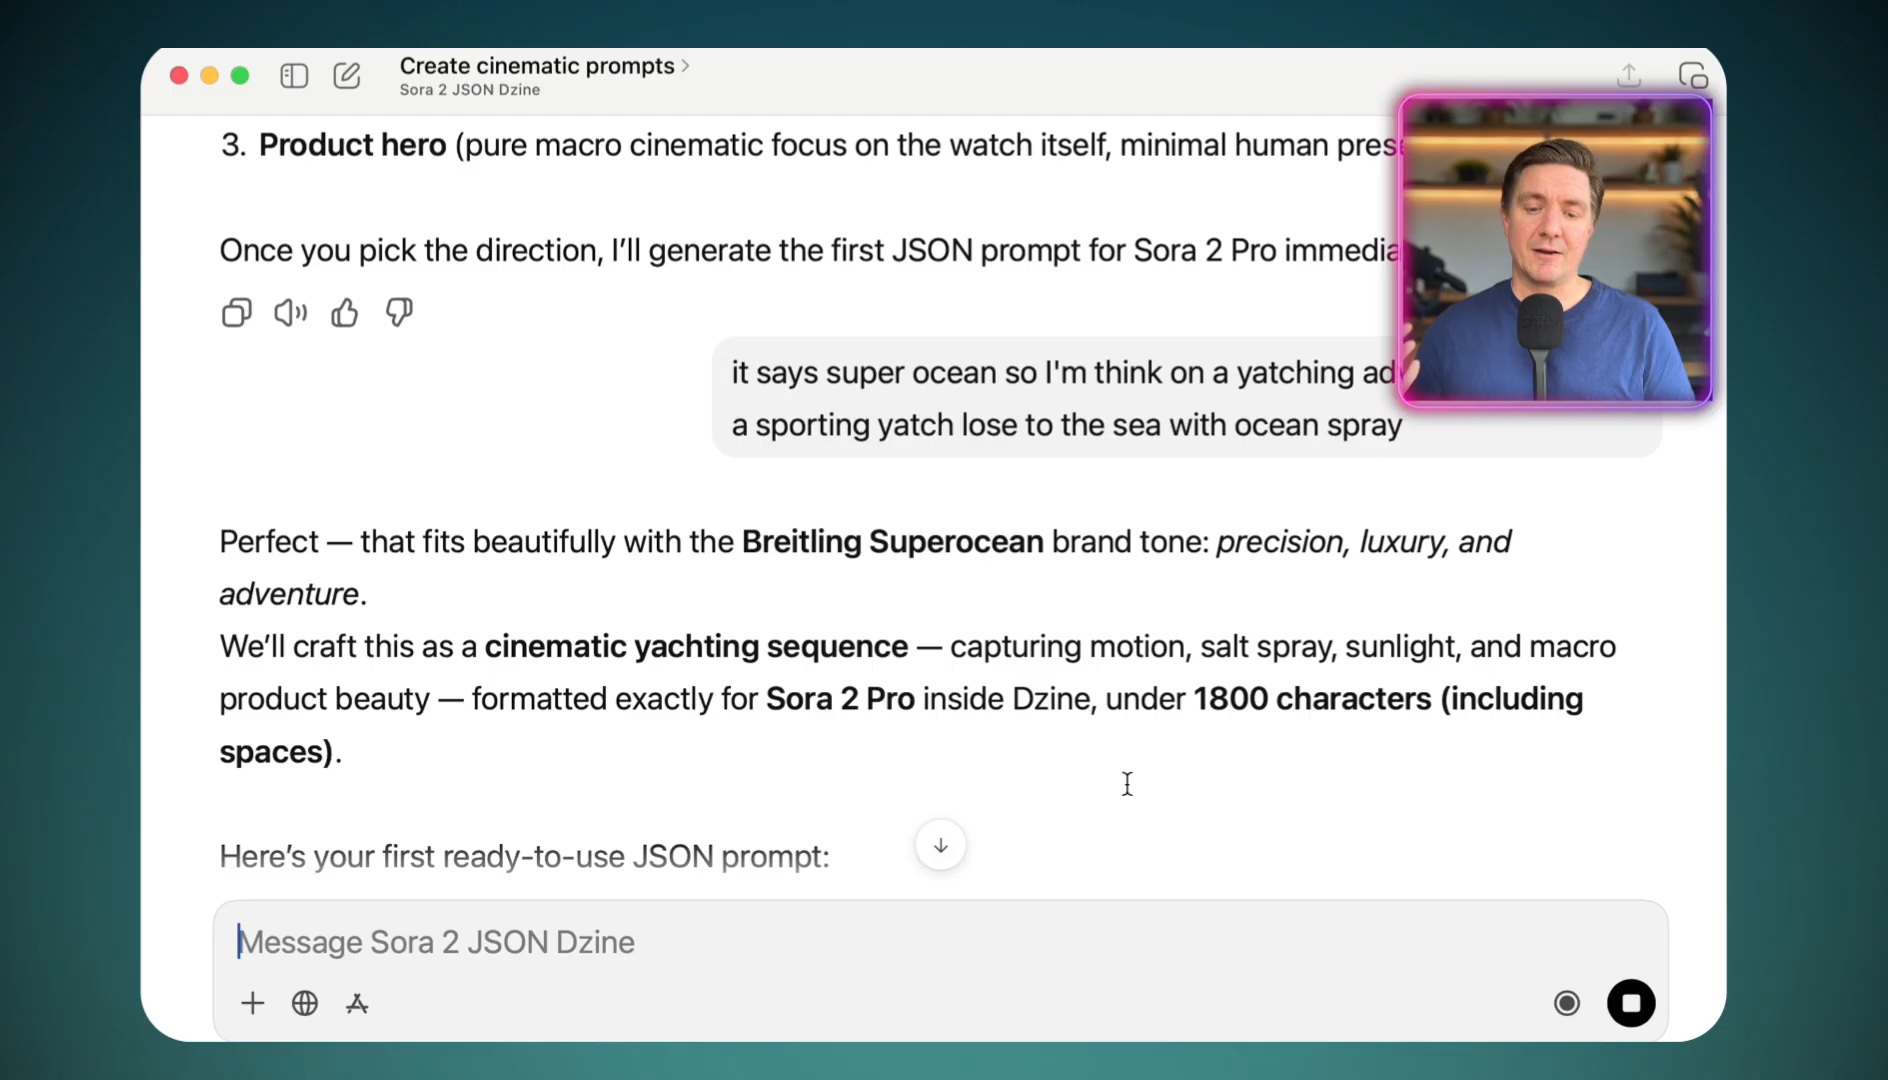 Create cinematic prompts
Sora 2 JSON Dzine
3. Product hero (pure macro cinematic focus on the watch itself, minimal human
Once you pick the direction, I’ll generate the first JSON prompt for Sora 2 Pro
it says super ocean so I'm think on a yatching
a sporting yatch lose to the sea with ocean spray
Perfect — that fits beautifully with the Breitling Superocean brand tone: precision, luxury, and
adventure.
We’ll craft this as a cinematic yachting sequence — capturing motion, salt spray, sunlight, and macro
product beauty — formatted exactly for Sora 2 Pro inside Dzine, under 1800 characters (including
spaces).
Here’s your first ready-to-use JSON prompt:
Message Sora 2 JSON Dzine